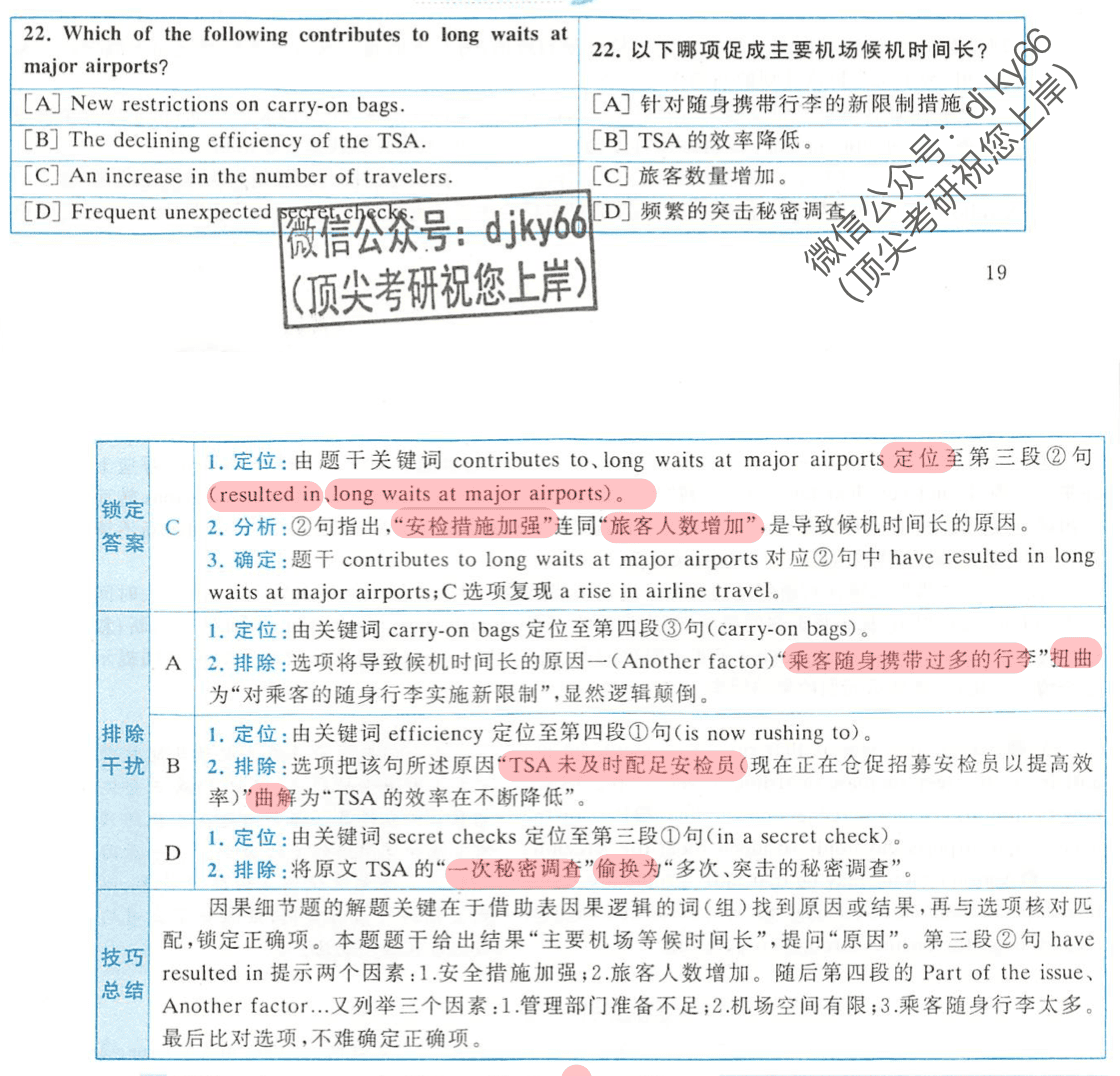 22. Which of the following contributes to long waits at
major airports?
22. 以下哪项促成主要机场候机时间长?
[A] New restrictions on carry-on bags.
[A] 针对随身携带行李的新限制措施。
[B] The declining efficiency of the TSA.
[B] TSA 的效率降低。
[C] An increase in the number of travelers.
[C] 旅客数量增加。
[D] Frequent unexpected secret checks.
[D] 频繁的突击秘密调查
微信公众号：djky66
(顶尖考研祝您上岸)
微信公众号：djky66
(顶尖考研祝您上岸)
19
锁定
答案
C
1. 定位:由题干关键词 contributes to、long waits at major airports 定位至第三段②句
(resulted in、long waits at major airports)。
2. 分析:②句指出,“安检措施加强”连同“旅客人数增加”,是导致候机时间长的原因。
3. 确定:题干 contributes to long waits at major airports 对应②句中 have resulted in long
waits at major airports;C 选项复现 a rise in airline travel。
排除
干扰
A
1. 定位:由关键词 carry-on bags 定位至第四段③句(carry-on bags)。
2. 排除:选项将导致候机时间长的原因一(Another factor)“乘客随身携带过多的行李”扭曲
为“对乘客的随身行李实施新限制”,显然逻辑颠倒。
B
1. 定位:由关键词 efficiency 定位至第四段①句(is now rushing to)。
2. 排除:选项把该句所述原因“TSA 未及时配足安检员(现在正在仓促招募安检员以提高效
率)”曲解为“TSA 的效率在不断降低”。
D
1. 定位:由关键词 secret checks 定位至第三段①句(in a secret check)。
2. 排除:将原文 TSA 的“一次秘密调查”偷换为“多次、突击的秘密调查”。
技巧
总结
因果细节题的解题关键在于借助表因果逻辑的词(组)找到原因或结果,再与选项核对匹
配,锁定正确项。本题题干给出结果“主要机场等候时间长”,提问“原因”。第三段②句 have
resulted in 提示两个因素:1.安全措施加强;2.旅客人数增加。随后第四段的 Part of the issue、
Another factor...又列举三个因素:1.管理部门准备不足;2.机场空间有限;3.乘客随身行李太多。
最后比对选项,不难确定正确项。